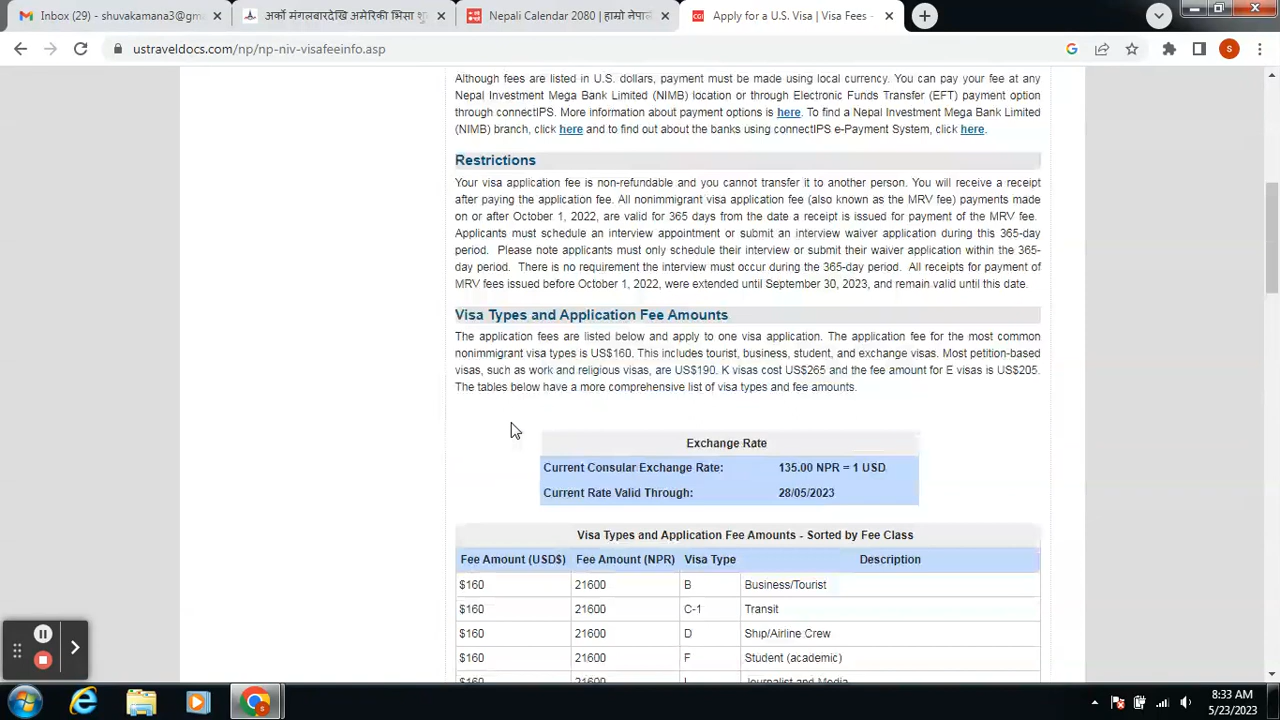 Inbox (29) - shuvakamana3@gm
अर्को मंगलबारदेखि अमेरिकी भिसा शु
Nepali Calendar 2080 | हाम्रो नेपा
Apply for a U.S. Visa | Visa Fees -
ustraveldocs.com/np/np-niv-visafeeinfo.asp
Although fees are listed in U.S. dollars, payment must be made using local currency. You can pay your fee at any
Nepal Investment Mega Bank Limited (NIMB) location or through Electronic Funds Transfer (EFT) payment option
through connectIPS. More information about payment options is here. To find a Nepal Investment Mega Bank Limited
(NIMB) branch, click here and to find out about the banks using connectIPS e-Payment System, click here.
Restrictions
Your visa application fee is non-refundable and you cannot transfer it to another person. You will receive a receipt
after paying the application fee. All nonimmigrant visa application fee (also known as the MRV fee) payments made
on or after October 1, 2022, are valid for 365 days from the date a receipt is issued for payment of the MRV fee.
Applicants must schedule an interview appointment or submit an interview waiver application during this 365-day
period. Please note applicants must only schedule their interview or submit their waiver application within the 365-
day period. There is no requirement the interview must occur during the 365-day period. All receipts for payment of
MRV fees issued before October 1, 2022, were extended until September 30, 2023, and remain valid until this date.
Visa Types and Application Fee Amounts
The application fees are listed below and apply to one visa application. The application fee for the most common
nonimmigrant visa types is US$160. This includes tourist, business, student, and exchange visas. Most petition-based
visas, such as work and religious visas, are US$190. K visas cost US$265 and the fee amount for E visas is US$205.
The tables below have a more comprehensive list of visa types and fee amounts.
Exchange Rate
Current Consular Exchange Rate: 135.00 NPR = 1 USD
Current Rate Valid Through: 28/05/2023
Visa Types and Application Fee Amounts - Sorted by Fee Class
Fee Amount (USD$) Fee Amount (NPR) Visa Type Description
$160 21600 B Business/Tourist
$160 21600 C-1 Transit
$160 21600 D Ship/Airline Crew
$160 21600 F Student (academic)
$160 21600 I Journalist and Media
8:33 AM
5/23/2023